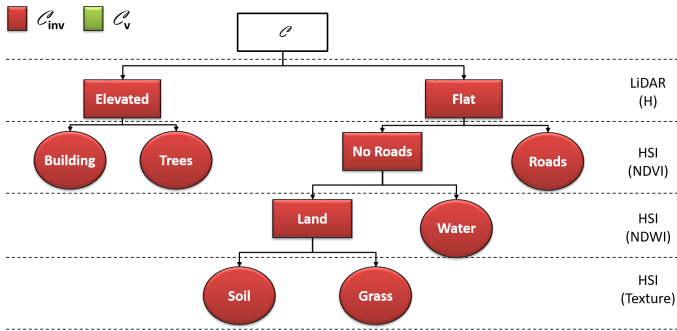 𝒞inv 𝒞v
𝒞
Elevated Flat LiDAR
(H)
Building Trees No Roads Roads HSI
(NDVI)
Land Water HSI
(NDWI)
Soil Grass HSI
(Texture)